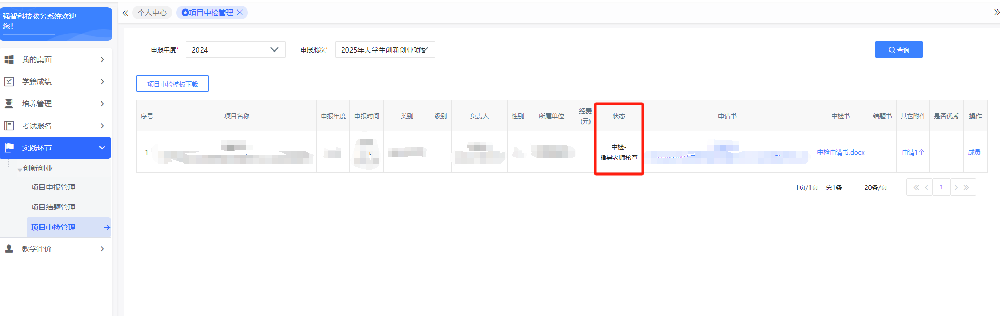 强智科技教务系统欢迎
您!
个人中心
项目中检管理
我的桌面
学籍成绩
培养管理
考试报名
实践环节
创新创业
项目申报管理
项目结题管理
项目中检管理
教学评价
申报年度* 2024 申报批次* 2025年大学生创新创业项目 查询
项目中检模板下载
序号 项目名称 申报年度 申报时间 类别 级别 负责人 性别 所属单位 经费(元) 状态 申请书 中检书 结题书 其它附件 是否优秀 操作
1 中检-
指导老师核查
中检申请书.docx 申请1个 成员
1页/1页 总1条 20条/页 1